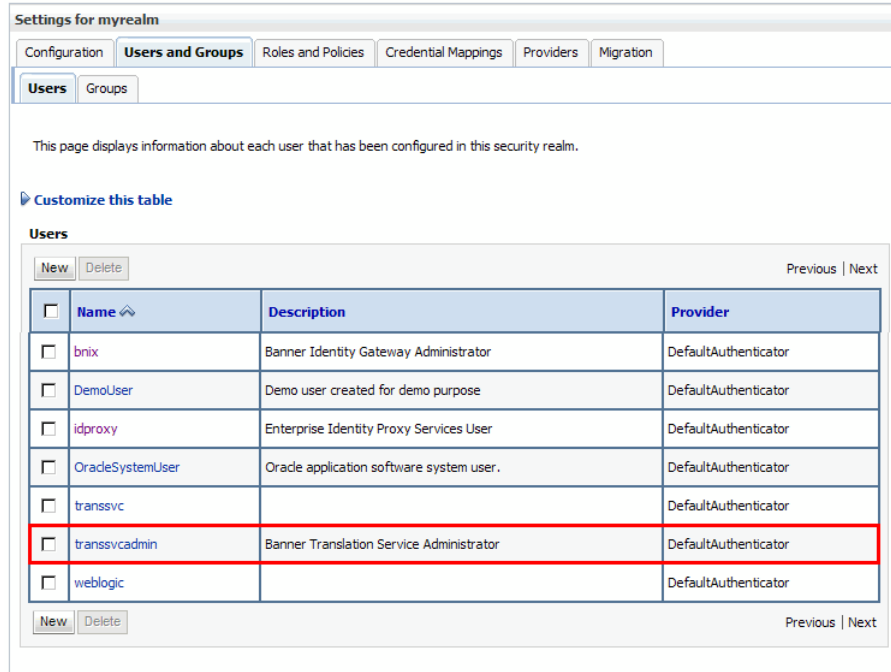 Settings for myrealm
Configuration Users and Groups Roles and Policies Credential Mappings Providers Migration
Users Groups
This page displays information about each user that has been configured in this security realm.
Customize this table
Users
New Delete Previous | Next
Name Description Provider
bnix Banner Identity Gateway Administrator DefaultAuthenticator
DemoUser Demo user created for demo purpose DefaultAuthenticator
idproxy Enterprise Identity Proxy Services User DefaultAuthenticator
OracleSystemUser Oracle application software system user. DefaultAuthenticator
transsvc DefaultAuthenticator
transsvcadmin Banner Translation Service Administrator DefaultAuthenticator
weblogic DefaultAuthenticator
New Delete Previous | Next